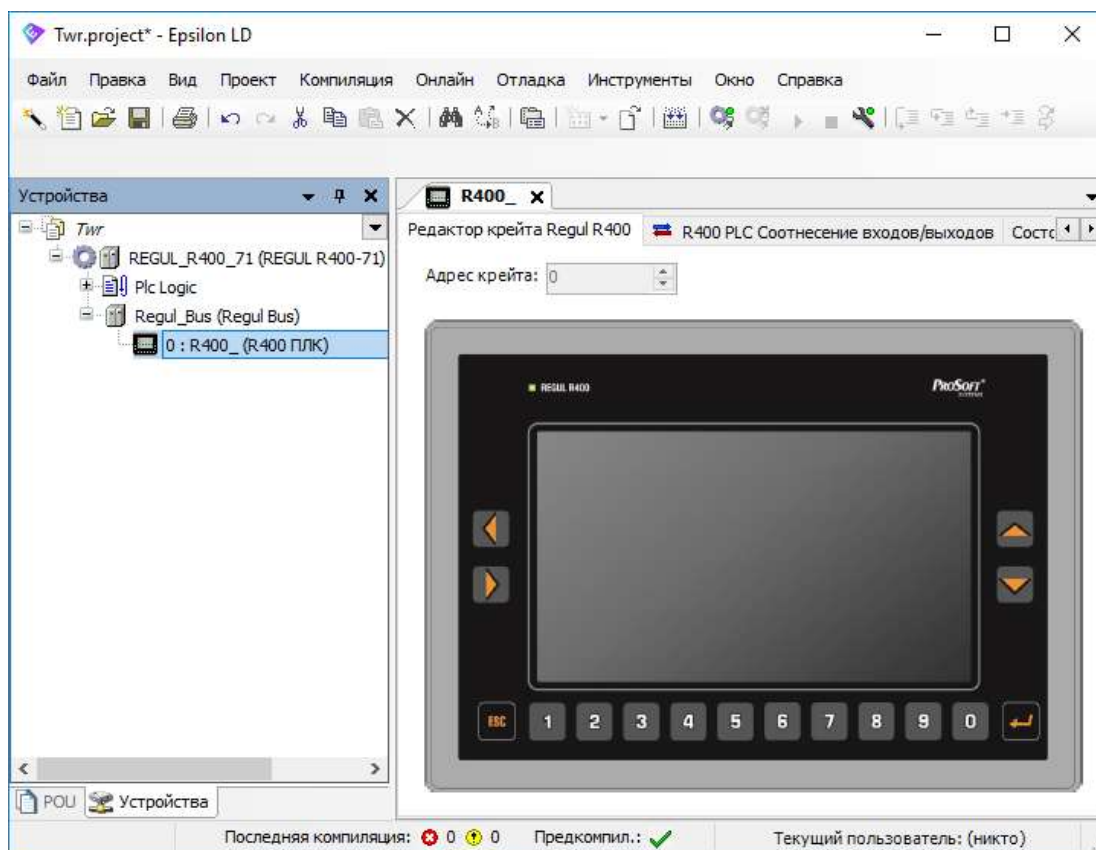 Twr.project* - Epsilon LD
Файл Правка Вид Проект Компиляция Онлайн Отладка Инструменты Окно Справка
Устройства
Twr
REGUL_R400_71 (REGUL R400-71)
Plc Logic
Regul_Bus (Regul Bus)
0 : R400_ (R400 ПЛК)
POU Устройства
R400_
Редактор крейта Regul R400 R400 PLC Соотнесение входов/выходов Состо
Адрес крейта: 0
REGUL R400 PROSOFT
SYSTEMS
ESC 1 2 3 4 5 6 7 8 9 0
Последняя компиляция: 0 0 Предкомпил.: Текущий пользователь: (никто)